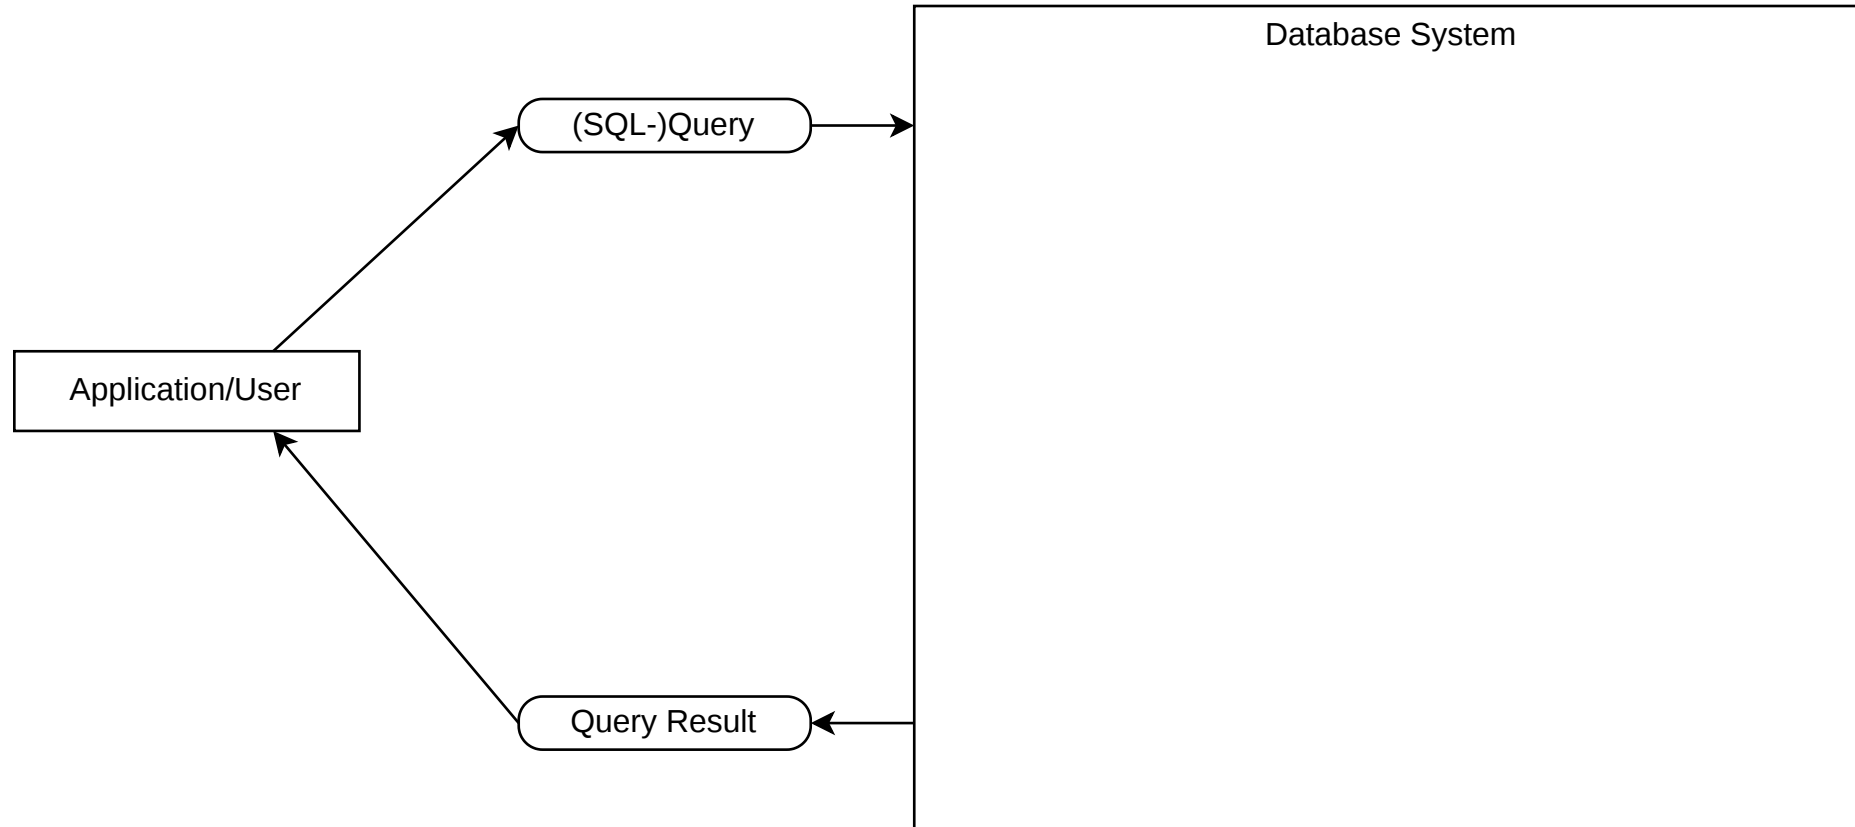 Database System
(SQL-)Query
Application/User
Query Result